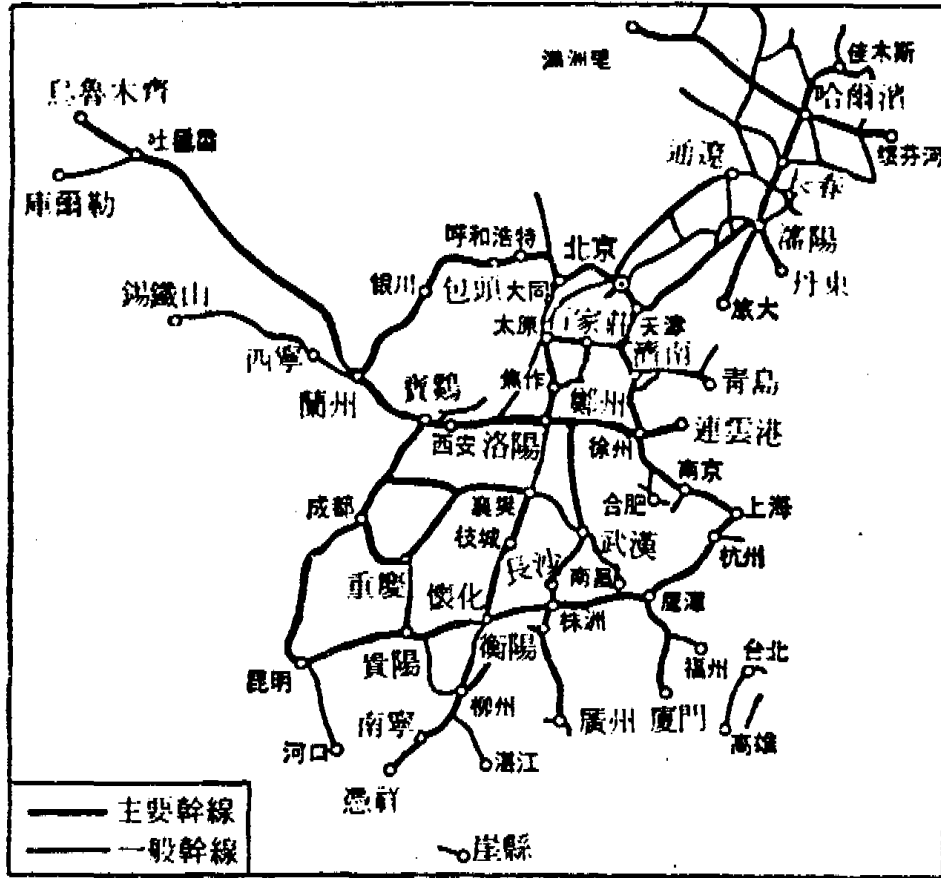 佳木斯
滿洲里
哈爾濱
烏魯木齊
吐魯番
綏芬河
通遼
長春
庫爾勒
瀋陽
呼和浩特
北京
丹東
銀川
包頭
大同
旅大
錫鐵山
太原
石家莊
天津
西寧
濟南
青島
蘭州
寶鷄
焦作
鄭州
西安
洛陽
徐州
連雲港
南京
成都
襄樊
合肥
上海
枝城
武漢
杭州
重慶
長沙
南昌
懷化
鷹潭
株洲
衡陽
福州
台北
昆明
貴陽
柳州
廣州
廈門
南寧
高雄
河口
湛江
憑祥
主要幹線
一般幹線
崖縣